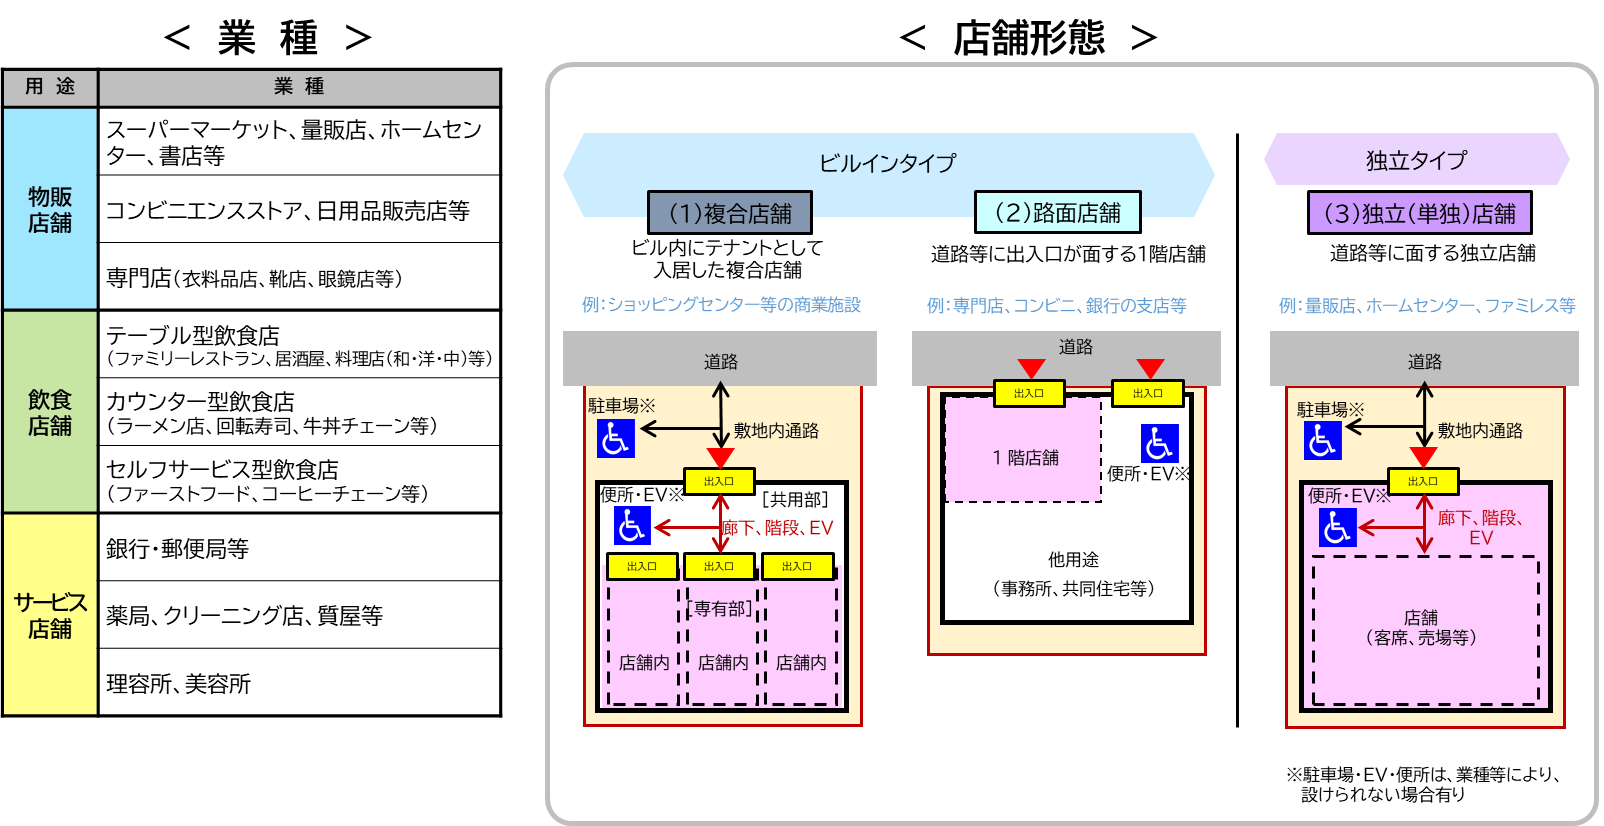 ＜ 業 種 ＞
用 途
業 種
物販
店舗
スーパーマーケット、量販店、ホームセン
ター、書店等
コンビニエンスストア、日用品販売店等
専門店（衣料品店、靴店、眼鏡店等）
飲食
店舗
テーブル型飲食店
（ファミリーレストラン、居酒屋、料理店（和・洋・中）等）
カウンター型飲食店
（ラーメン店、回転寿司、牛丼チェーン等）
セルフサービス型飲食店
（ファーストフード、コーヒーチェーン等）
サービス
店舗
銀行・郵便局等
薬局、クリーニング店、質屋等
理容所、美容所
＜ 店舗形態 ＞
ビルインタイプ
（１）複合店舗
ビル内にテナントとして
入居した複合店舗
例：ショッピングセンター等の商業施設
道路
駐車場※
敷地内通路
出入口
便所・EV※
［共用部］
廊下、階段、EV
出入口
出入口
出入口
［専有部］
店舗内
店舗内
店舗内
（２）路面店舗
道路等に出入口が面する１階店舗
例：専門店、コンビニ、銀行の支店等
道路
出入口
出入口
１階店舗
便所・EV※
他用途
（事務所、共同住宅等）
独立タイプ
（３）独立（単独）店舗
道路等に面する独立店舗
例：量販店、ホームセンター、ファミレス等
道路
駐車場※
敷地内通路
出入口
便所・EV※
廊下、階段、
EV
店舗
（客席、売場等）
※駐車場・EV・便所は、業種等により、
設けられない場合有り